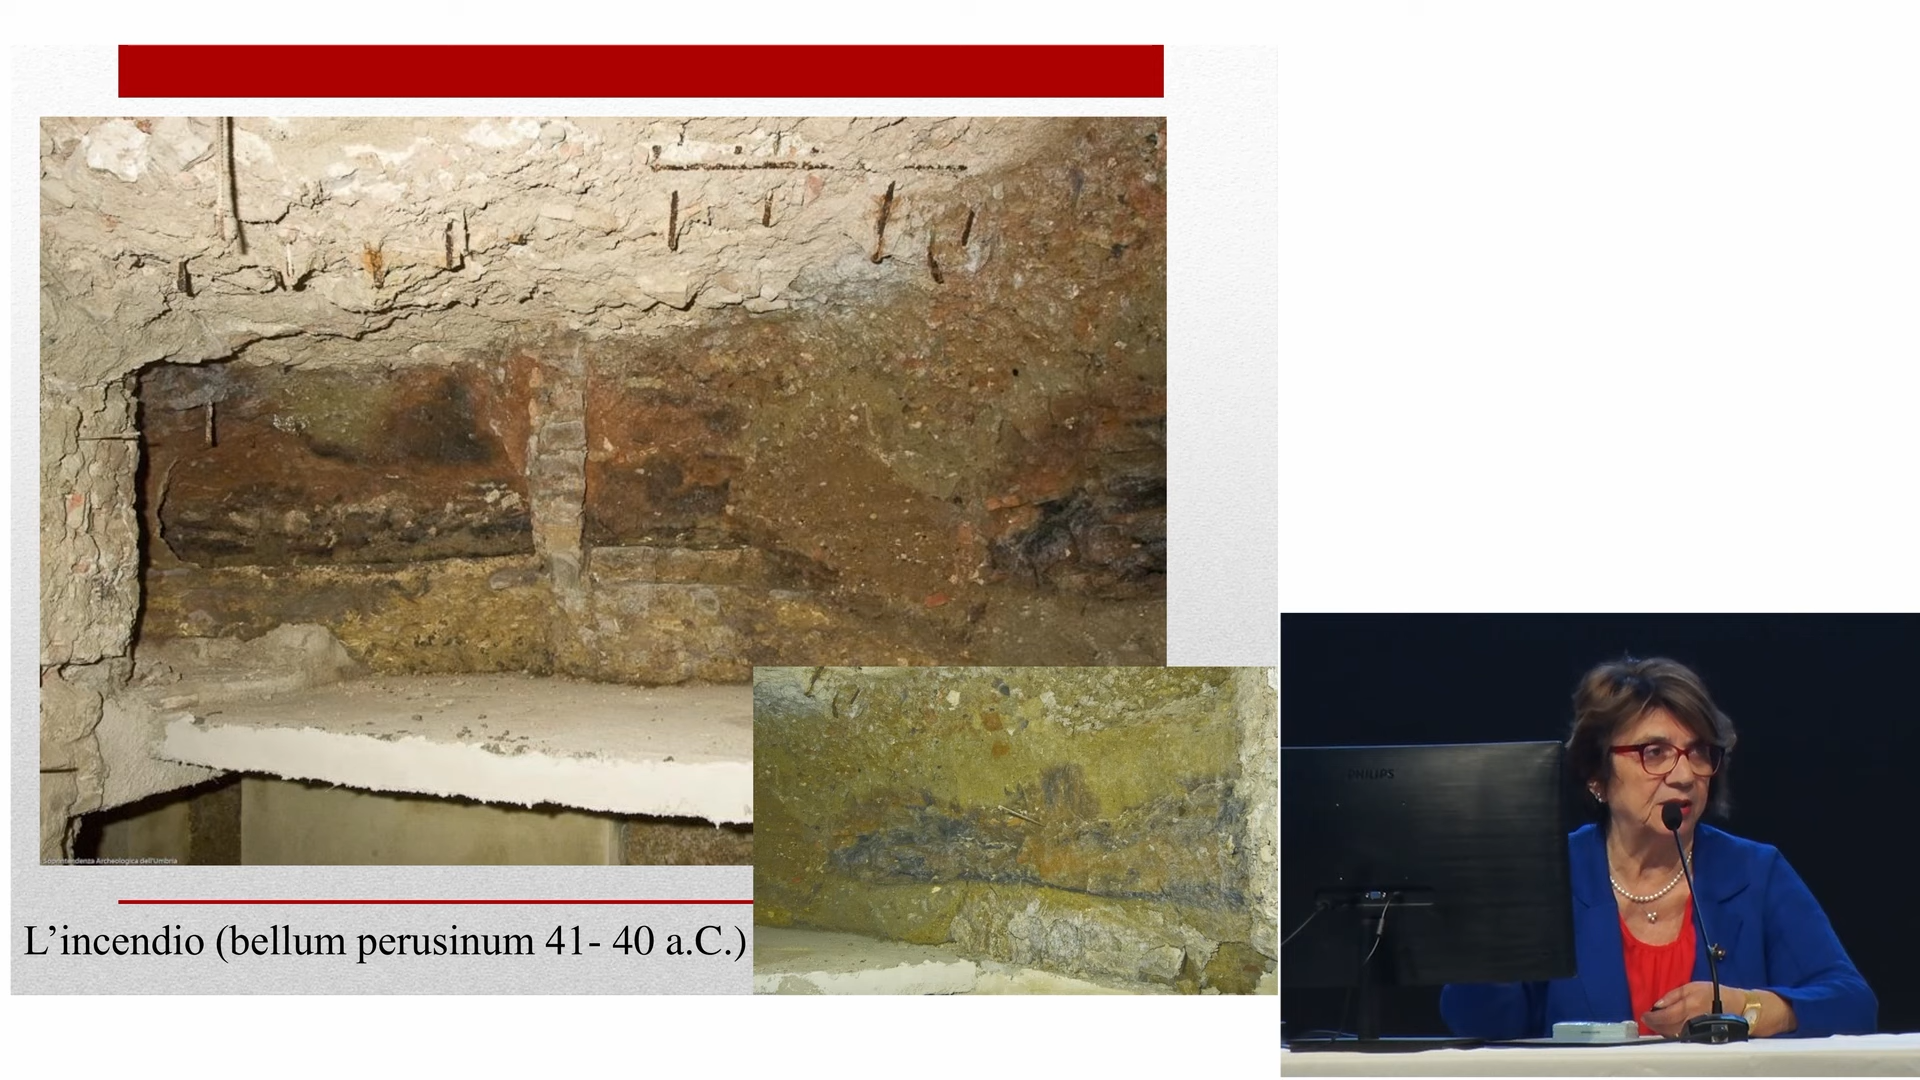 Soprintendenza Archeologica dell'Umbria
L'incendio (bellum perusinum 41- 40 a.C.)
PHILIPS